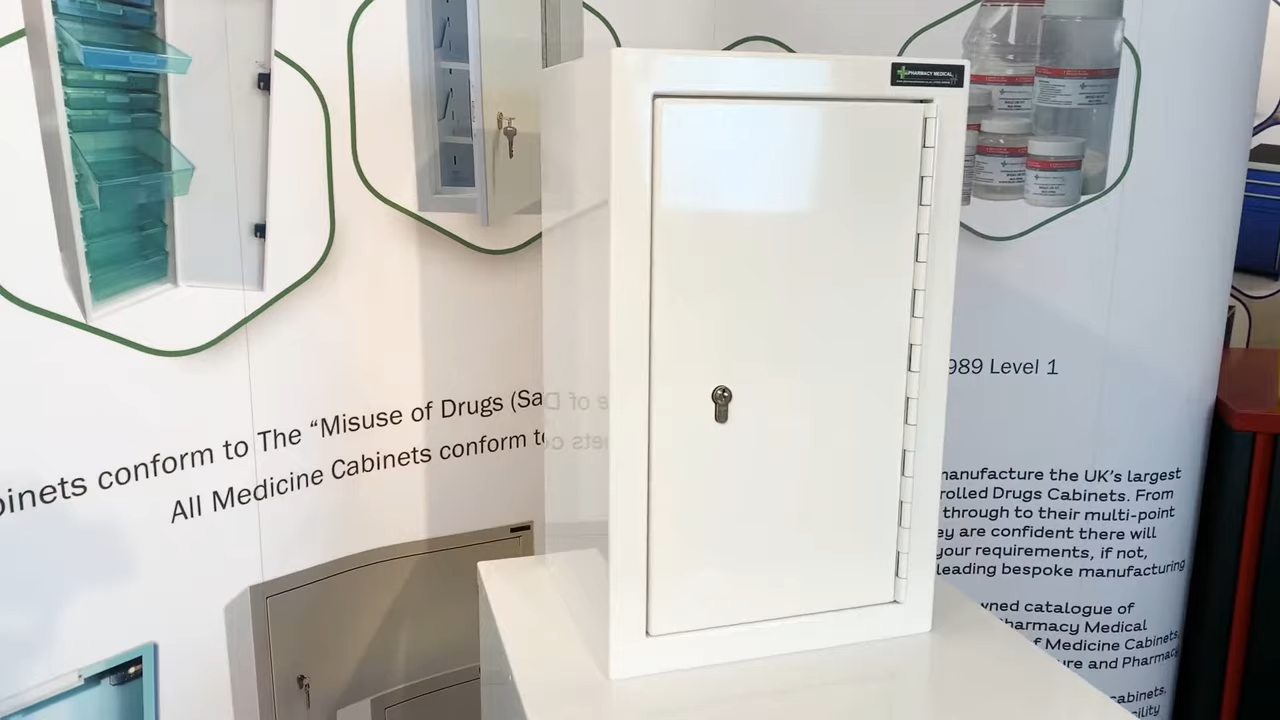 PHARMACY MEDICAL
binets conform to The “Misuse of Drugs (Sa
All Medicine Cabinets conform to
989 Level 1
manufacture the UK's largest
rolled Drugs Cabinets. From
through to their multi-point
ey are confident there will
your requirements, if not,
leading bespoke manufacturing
wned catalogue of
harmacy Medical
f Medicine Cabinets,
ure and Pharmacy
cabinets,
cility